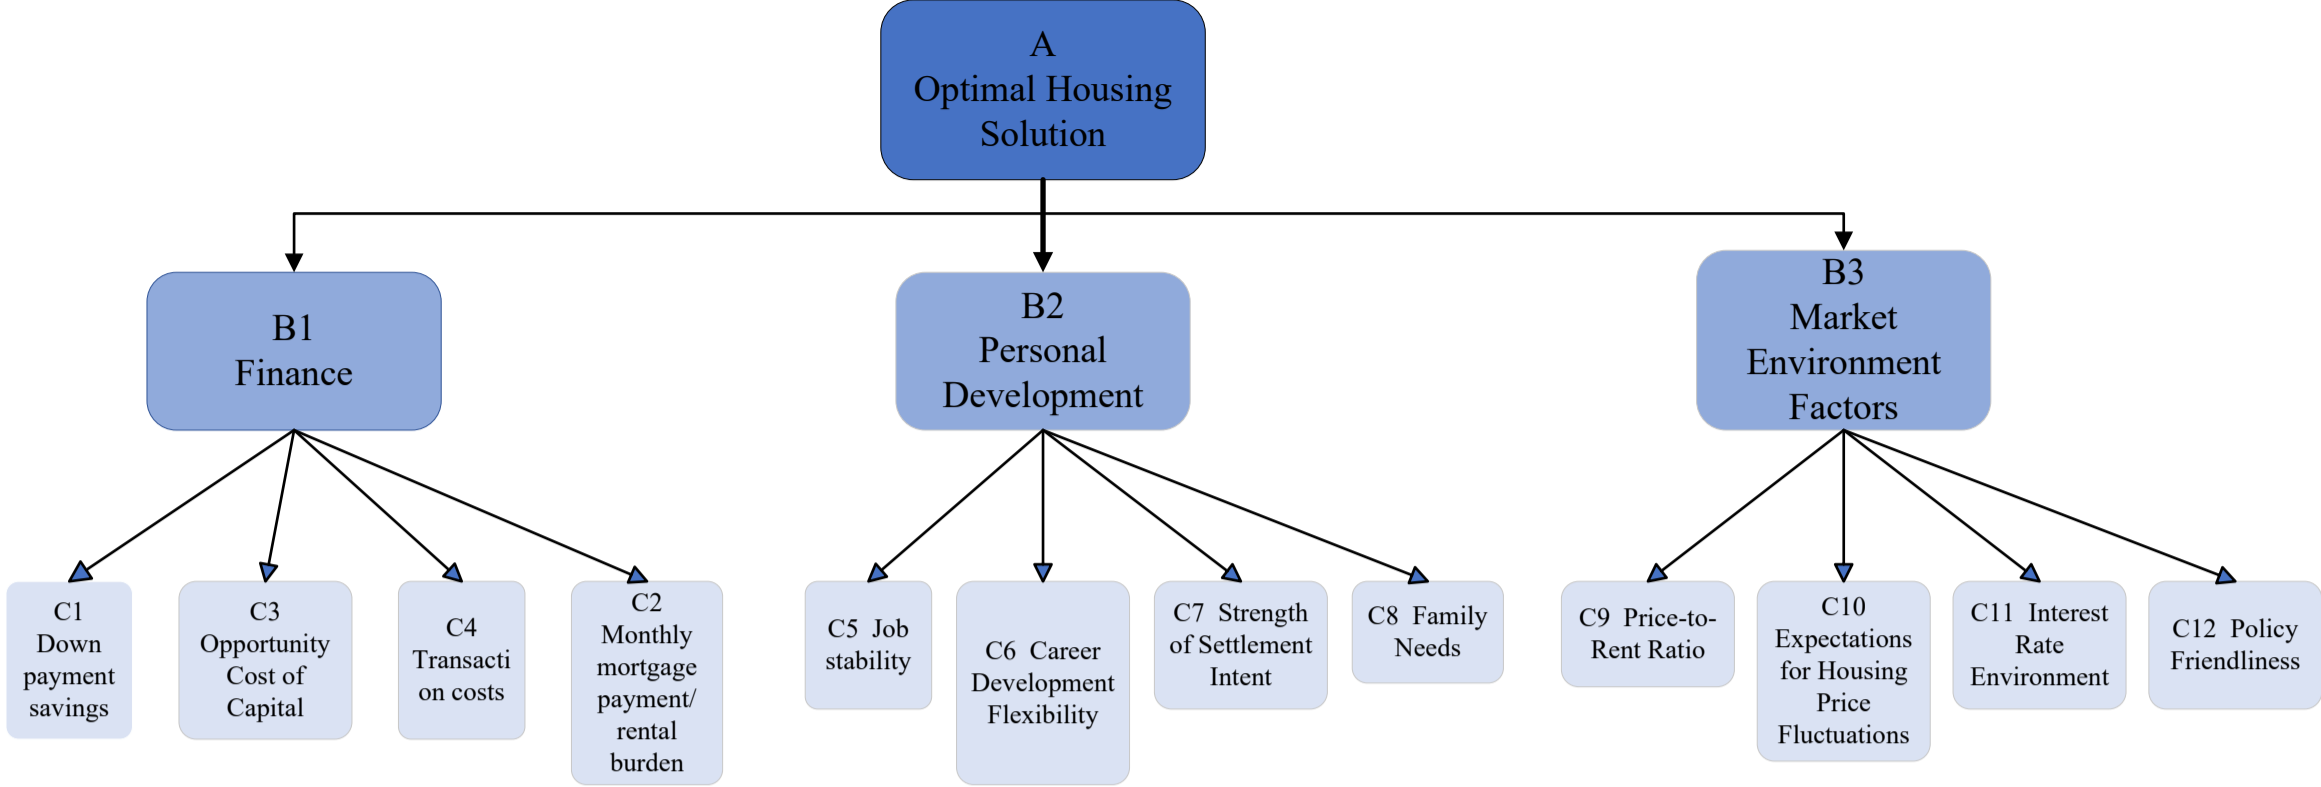 A
Optimal Housing
Solution
B1
Finance
B2
Personal
Development
B3
Market
Environment
Factors
C1
Down
payment
savings
C3
Opportunity
Cost of
Capital
C4
Transacti
on costs
C2
Monthly
mortgage
payment/
rental
burden
C5 Job
stability
C6 Career
Development
Flexibility
C7 Strength
of Settlement
Intent
C8 Family
Needs
C9 Price-to-
Rent Ratio
C10
Expectations
for Housing
Price
Fluctuations
C11 Interest
Rate
Environment
C12 Policy
Friendliness